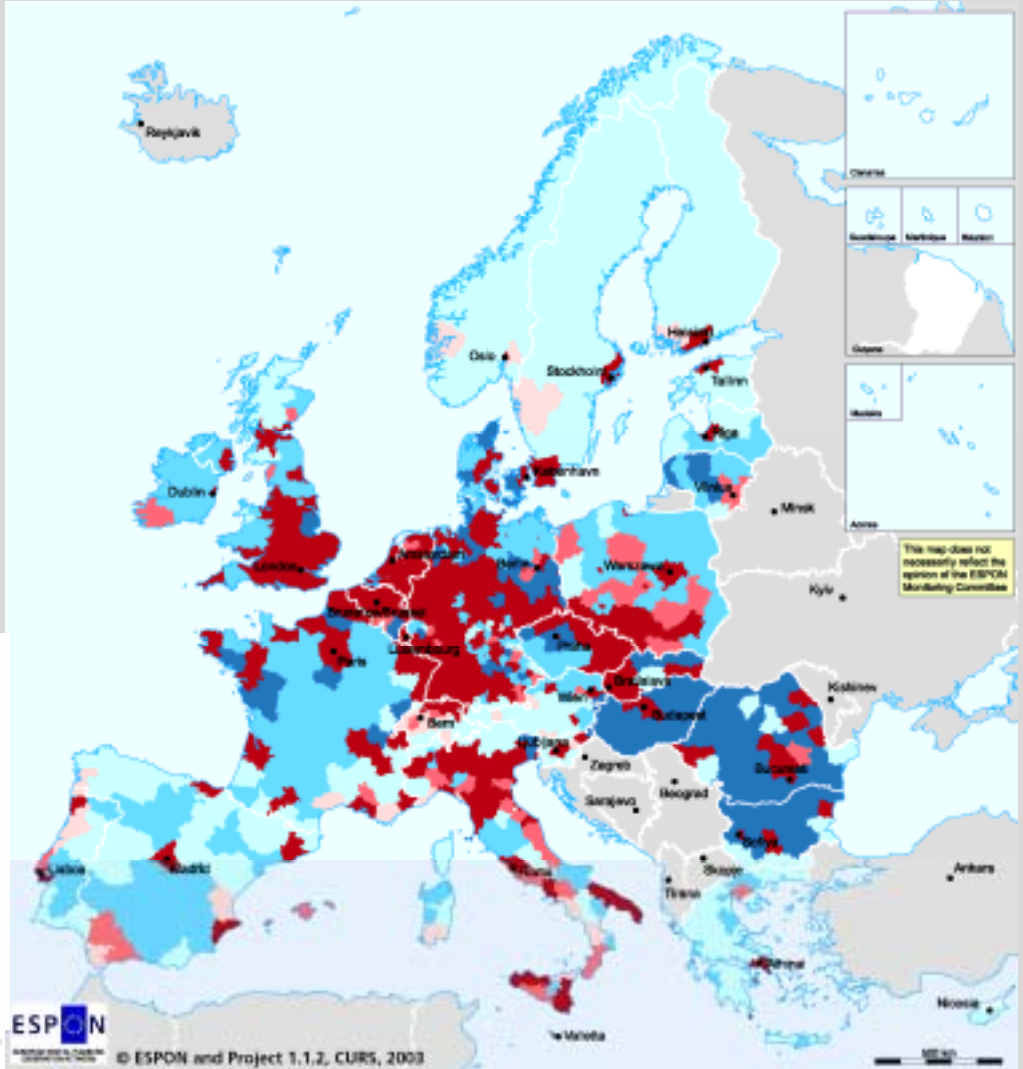 Reykjavik
Canarias
Guadeloupe
Martinique
Réunion
Guyane
Madeira
Açores
This map does not
necessarily reflect the
opinion of the ESPON
Monitoring Committee
Oslo
Helsinki
Stockholm
Tallinn
Riga
København
Vilnius
Dublin
Minsk
Amsterdam
Berlin
Warszawa
London
Kyiv
Bruxelles/Brussel
Praha
Luxembourg
Paris
Kishinev
Wien
Bratislava
Bern
Budapest
Ljubljana
Zagreb
Bucuresti
Beograd
Sarajevo
Sofiya
Madrid
Lisboa
Roma
Skopje
Tirana
Ankara
Athinai
Nicosia
Valletta
ESPON
© ESPON and Project 1.1.2, CURS, 2003
500 km